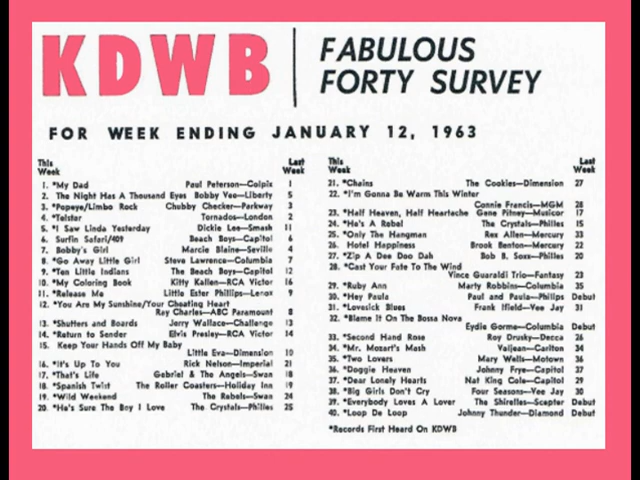 KDWB
FABULOUS
FORTY SURVEY
FOR WEEK ENDING JANUARY 12, 1963
This Week Last Week
1. *My Dad Paul Peterson—Colpix 1
2. The Night Has A Thousand Eyes Bobby Vee—Liberty 5
3. *Popeye/Limbo Rock Chubby Checker—Parkway 3
4. *Telstar Tornados—London 2
5. *I Saw Linda Yesterday Dickie Lee—Smash 11
6. Surfin Safari/409 Beach Boys—Capitol 6
7. Bobby's Girl Marcie Blaine—Seville 4
8. *Go Away Little Girl Steve Lawrence—Columbia 7
9. *Ten Little Indians The Beach Boys—Capitol 12
10. *My Coloring Book Kitty Kallen—RCA Victor 16
11. *Release Me Little Ester Phillips—Lenox 9
12. *You Are My Sunshine/Your Cheating Heart
Ray Charles—ABC Paramount 8
13. *Shutters and Boards Jerry Wallace—Challenge 13
14. *Return to Sender Elvis Presley—RCA Victor 14
15. Keep Your Hands Off My Baby
Little Eva—Dimension 10
16. *It's Up To You Rick Nelson—Imperial 21
17. *That's Life Gabriel & The Angels—Swan 18
18. *Spanish Twist The Roller Coasters—Holiday Inn 19
19. *Wild Weekend The Rebels—Swan 24
20. *He's Sure The Boy I Love The Crystals—Philles 25
This Week Last Week
21. *Chains The Cookies—Dimension 27
22. *I'm Gonna Be Warm This Winter
Connie Francis—MGM 28
23. *Half Heaven, Half Heartache Gene Pitney—Musicor 17
24. *He's A Rebel The Crystals—Philles 15
25. *Only The Hangman Rex Allen—Mercury 33
26. Hotel Happiness Brook Benton—Mercury 22
27. *Zip A Dee Doo Dah Bob B. Soxx—Philles 20
28. *Cast Your Fate To The Wind
Vince Guaraldi Trio—Fantasy 23
29. *Ruby Ann Marty Robbins—Columbia 35
30. *Hey Paula Paul and Paula—Philips Debut
31. *Lovesick Blues Frank Ifield—Vee Jay 31
32. *Blame It On The Bossa Nova
Eydie Gorme—Columbia Debut
33. *Second Hand Rose Roy Drusky—Decca 26
34. *Mr. Mozart's Mash Valjean—Carlton 34
35. *Two Lovers Mary Wells—Motown 36
36. *Doggie Heaven Johnny Frye—Capitol 37
37. *Dear Lonely Hearts Nat King Cole—Capitol 29
38. *Big Girls Don't Cry Four Seasons—Vee Jay 30
39. *Everybody Loves A Lover The Shirelles—Scepter Debut
40. *Loop De Loop Johnny Thunder—Diamond Debut
*Records First Heard On KDWB